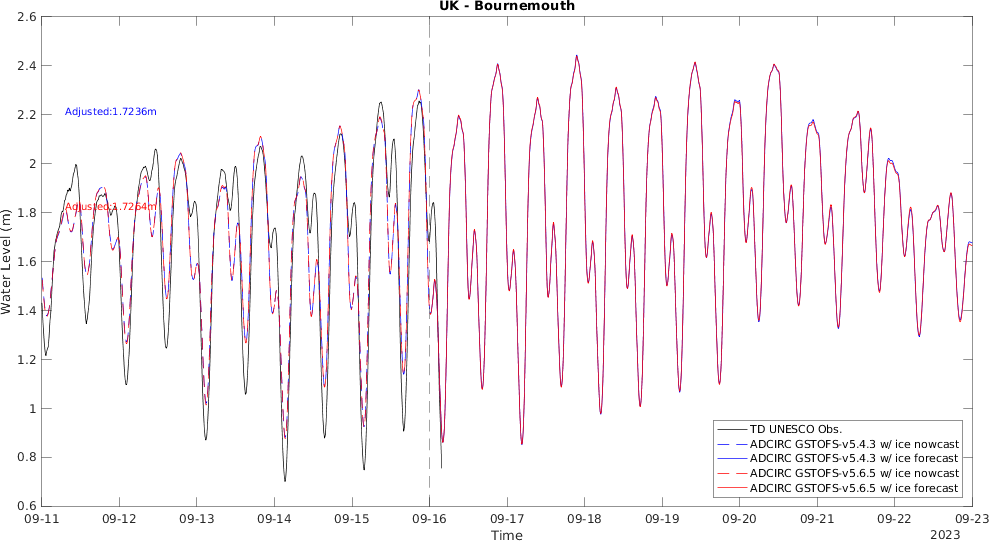 UK - Bournemouth
2.6
2.4
2.2
2
1.8
1.6
1.4
1.2
1
0.8
0.6
Water Level (m)
Adjusted:1.7236m
Adjusted:1.7264m
TD UNESCO Obs.
ADCIRC GSTOFS-v5.4.3 w/ ice nowcast
ADCIRC GSTOFS-v5.4.3 w/ ice forecast
ADCIRC GSTOFS-v5.6.5 w/ ice nowcast
ADCIRC GSTOFS-v5.6.5 w/ ice forecast
09-11 09-12 09-13 09-14 09-15 09-16 09-17 09-18 09-19 09-20 09-21 09-22 09-23
Time
2023